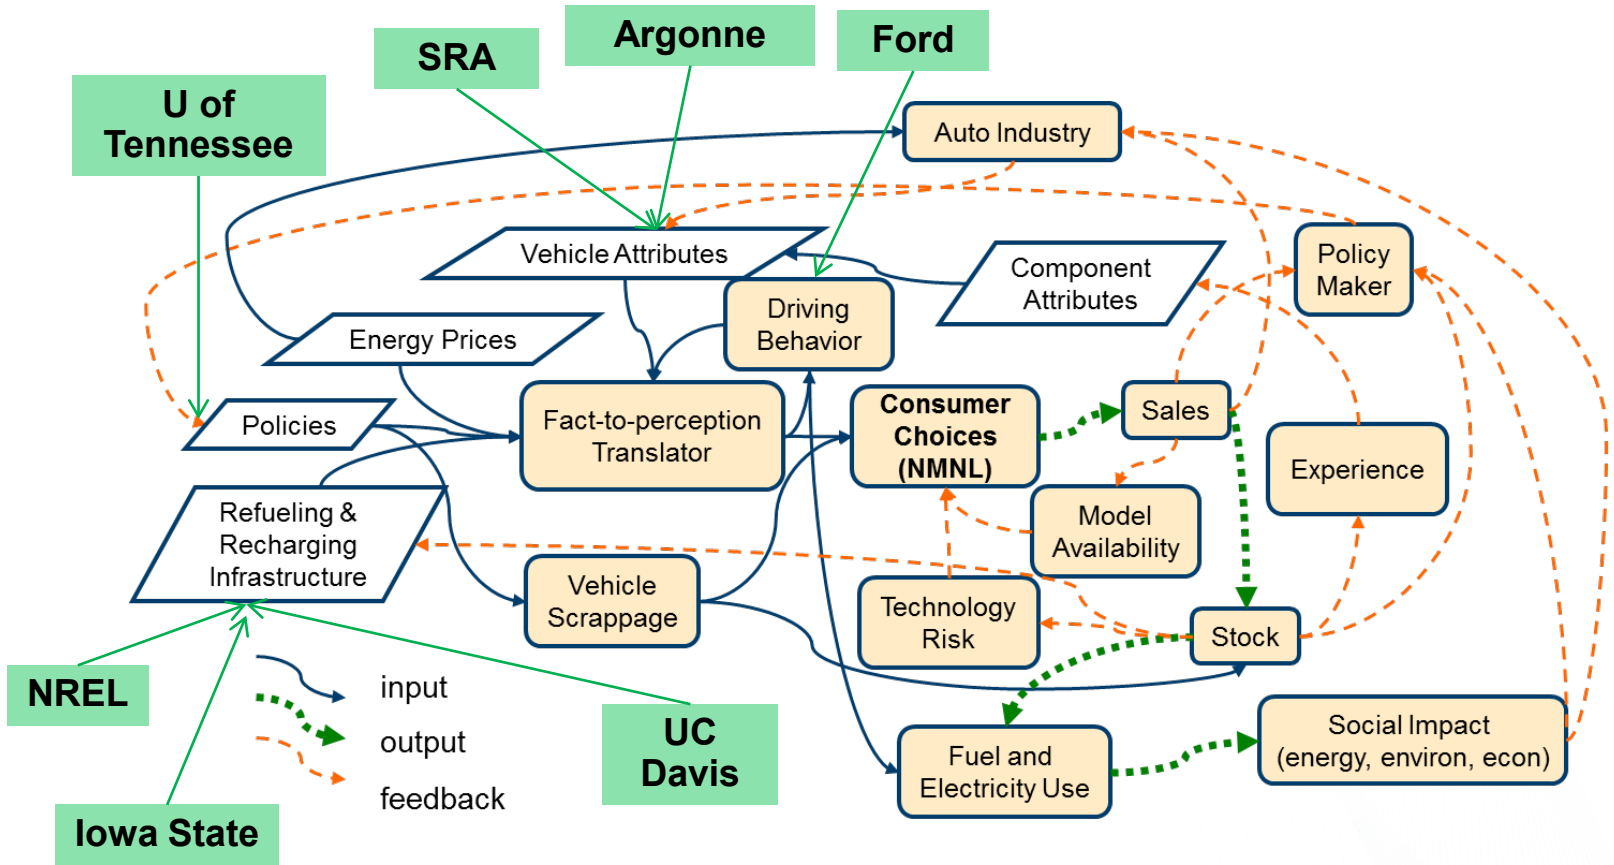 SRA
Argonne
Ford
U of
Tennessee
Auto Industry
Vehicle Attributes
Component
Attributes
Policy
Maker
Energy Prices
Driving
Behavior
Policies
Fact-to-perception
Translator
Consumer
Choices
(NMNL)
Sales
Experience
Refueling &
Recharging
Infrastructure
Model
Availability
Vehicle
Scrappage
Technology
Risk
Stock
NREL
input
output
feedback
UC
Davis
Fuel and
Electricity Use
Social Impact
(energy, environ, econ)
Iowa State